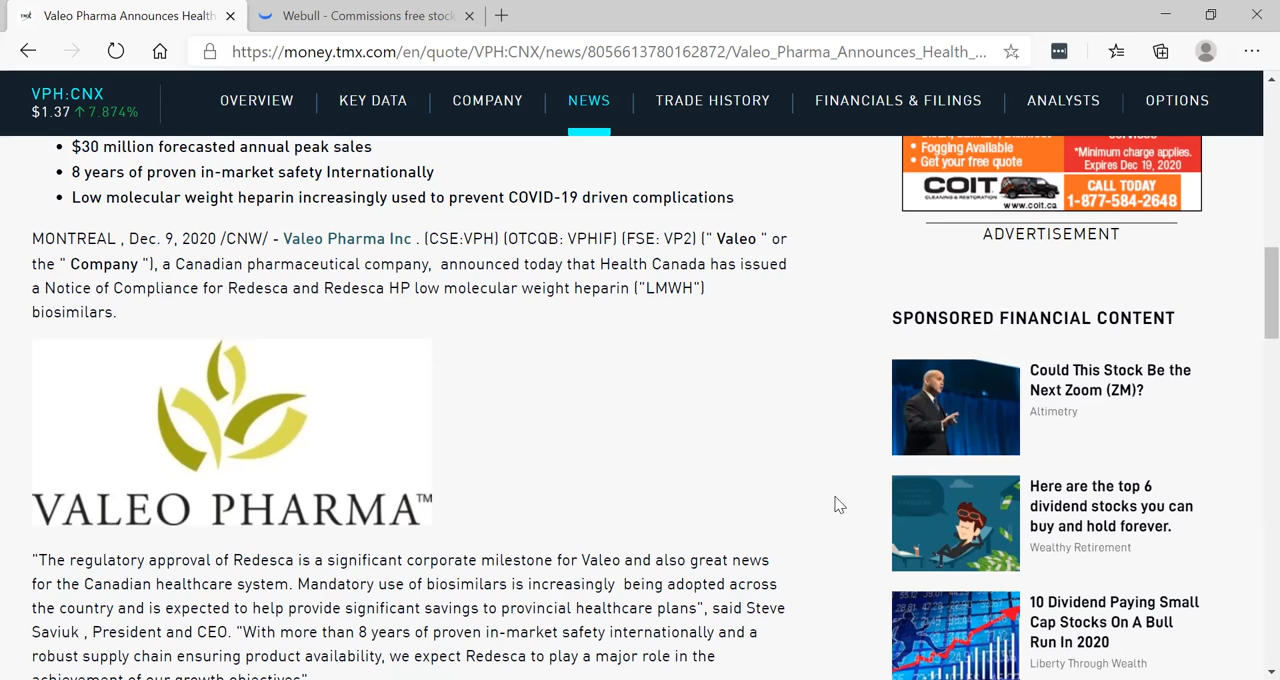 Valeo Pharma Announces Health
Webull - Commissions free stock
https://money.tmx.com/en/quote/VPH:CNX/news/8056613780162872/Valeo_Pharma_Announces_Health_...
VPH:CNX
$1.37 ↑ 7.874%
OVERVIEW
KEY DATA
COMPANY
NEWS
TRADE HISTORY
FINANCIALS & FILINGS
ANALYSTS
OPTIONS
• $30 million forecasted annual peak sales
• 8 years of proven in-market safety Internationally
• Low molecular weight heparin increasingly used to prevent COVID-19 driven complications
MONTREAL , Dec. 9, 2020 /CNW/ - Valeo Pharma Inc . (CSE:VPH) (OTCQB: VPHIF) (FSE: VP2) (" Valeo " or
the " Company "), a Canadian pharmaceutical company, announced today that Health Canada has issued
a Notice of Compliance for Redesca and Redesca HP low molecular weight heparin ("LMWH")
biosimilars.
VALEO PHARMA™
"The regulatory approval of Redesca is a significant corporate milestone for Valeo and also great news
for the Canadian healthcare system. Mandatory use of biosimilars is increasingly being adopted across
the country and is expected to help provide significant savings to provincial healthcare plans", said Steve
Saviuk , President and CEO. "With more than 8 years of proven in-market safety internationally and a
robust supply chain ensuring product availability, we expect Redesca to play a major role in the
achievement of our growth objectives"
• Fogging Available
• Get your free quote
*Minimum charge applies.
Expires Dec 19, 2020
COIT
CLEANING & RESTORATION
www.coit.ca
CALL TODAY
1-877-584-2648
ADVERTISEMENT
SPONSORED FINANCIAL CONTENT
Could This Stock Be the
Next Zoom (ZM)?
Altimetry
Here are the top 6
dividend stocks you can
buy and hold forever.
Wealthy Retirement
10 Dividend Paying Small
Cap Stocks On A Bull
Run In 2020
Liberty Through Wealth